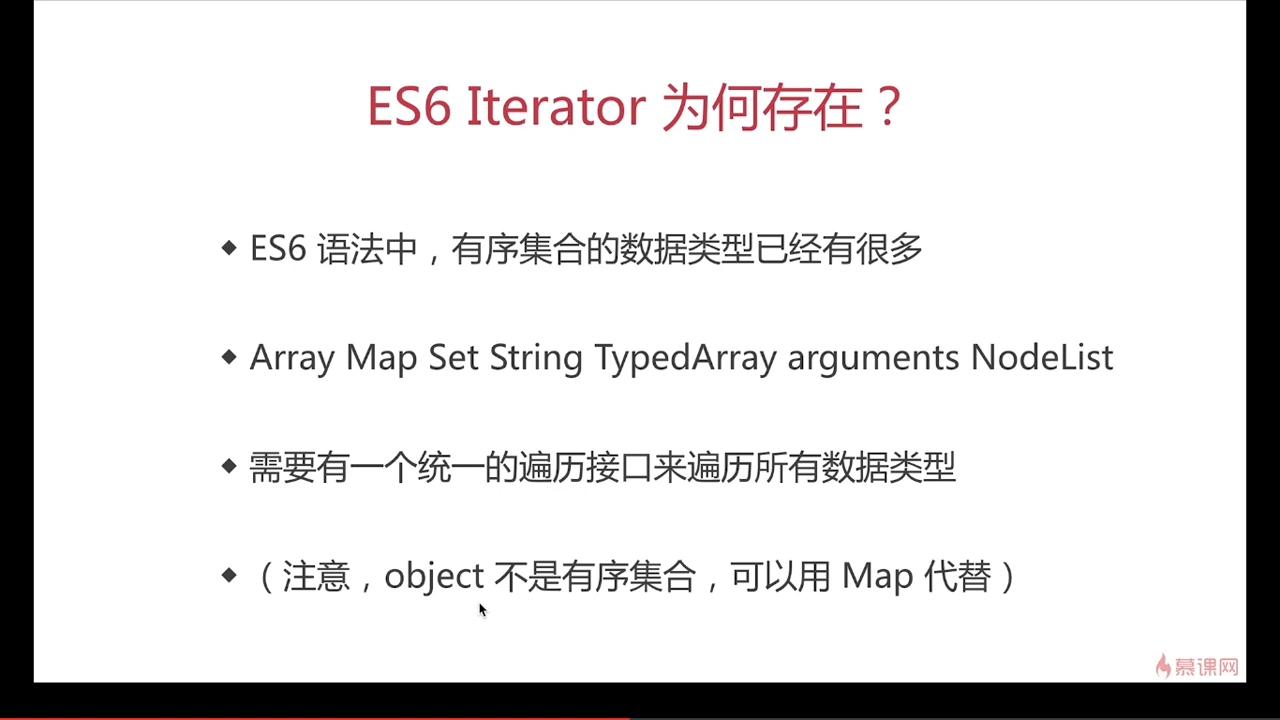 ES6 Iterator 为何存在？
◆ ES6 语法中，有序集合的数据类型已经有很多
◆ Array Map Set String TypedArray arguments NodeList
◆ 需要有一个统一的遍历接口来遍历所有数据类型
◆（注意，object 不是有序集合，可以用 Map 代替）
慕课网